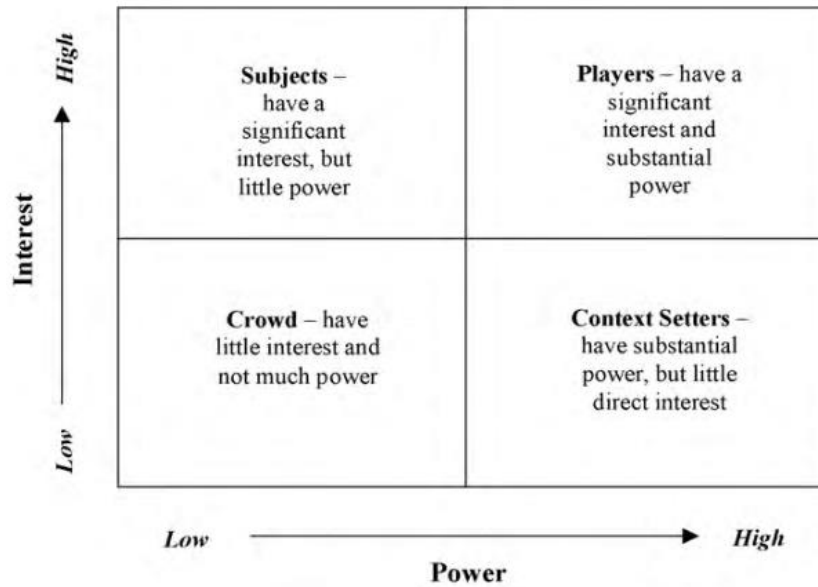 High
Interest
Low
Subjects –
have a
significant
interest, but
little power
Players – have a
significant
interest and
substantial
power
Crowd – have
little interest and
not much power
Context Setters –
have substantial
power, but little
direct interest
Low
High
Power